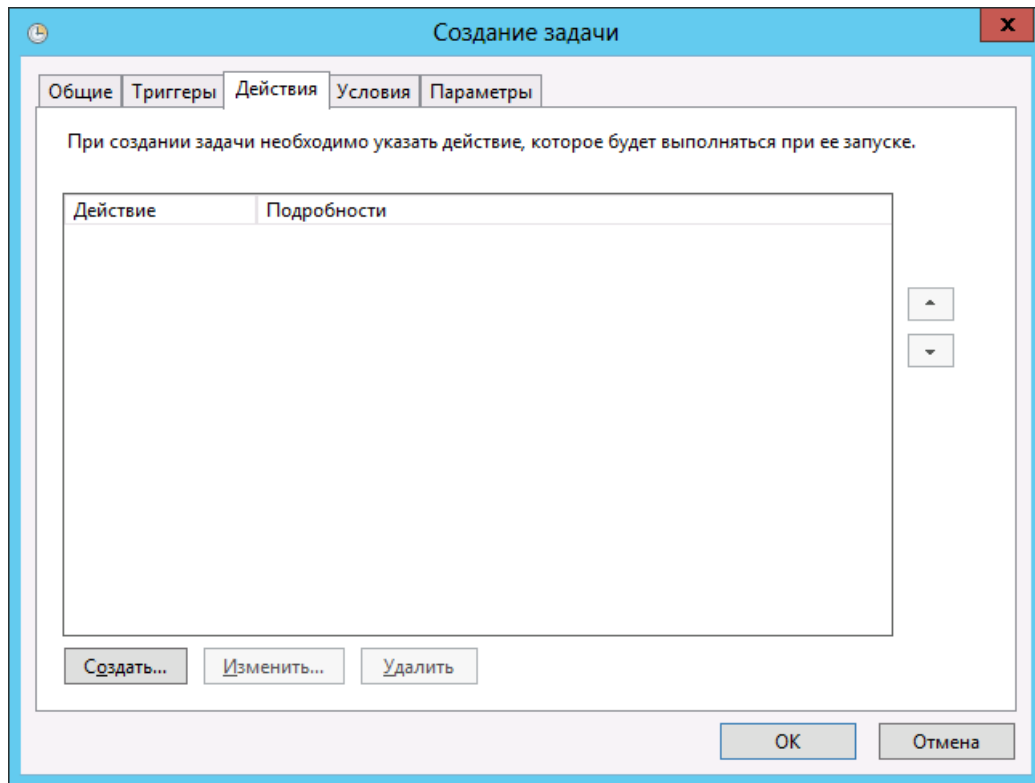 Создание задачи
x
Общие Триггеры Действия Условия Параметры
При создании задачи необходимо указать действие, которое будет выполняться при ее запуске.
Действие Подробности
Создать... Изменить... Удалить
ОК Отмена